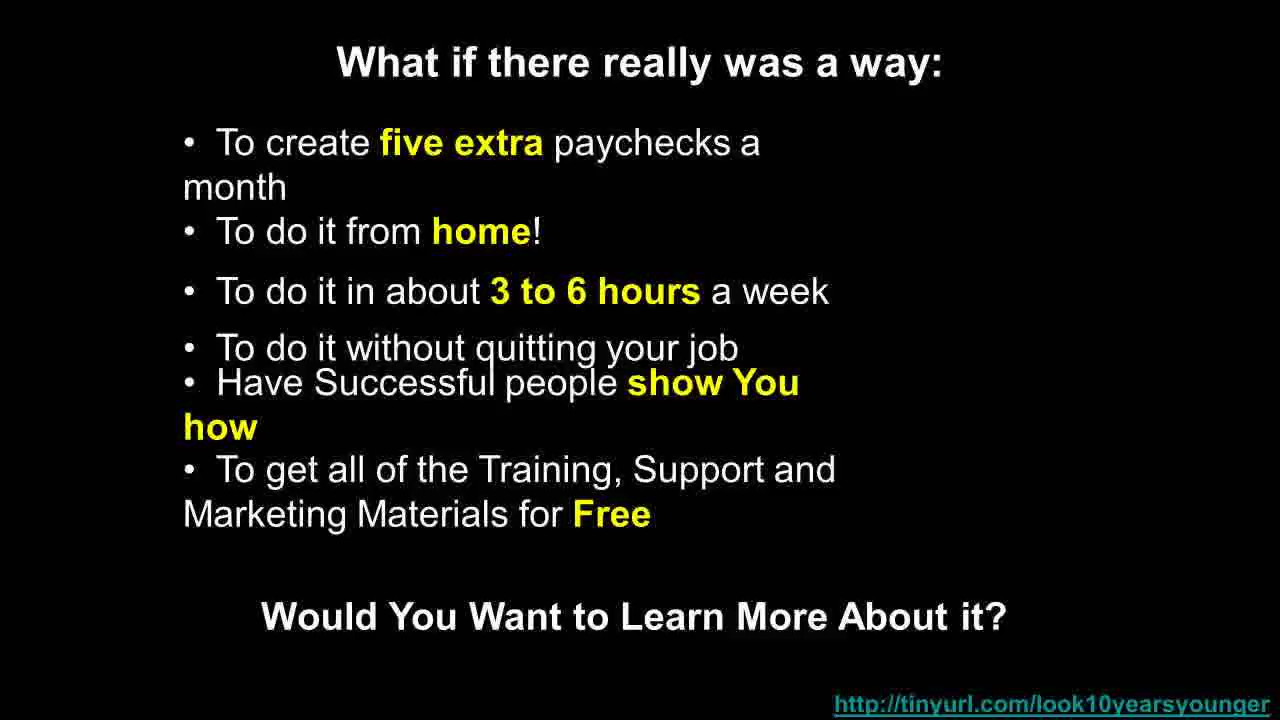 What if there really was a way:
• To create five extra paychecks a
month
• To do it from home!
• To do it in about 3 to 6 hours a week
• To do it without quitting your job
• Have Successful people show You
how
• To get all of the Training, Support and
Marketing Materials for Free
Would You Want to Learn More About it?
http://tinyurl.com/look10yearsyounger